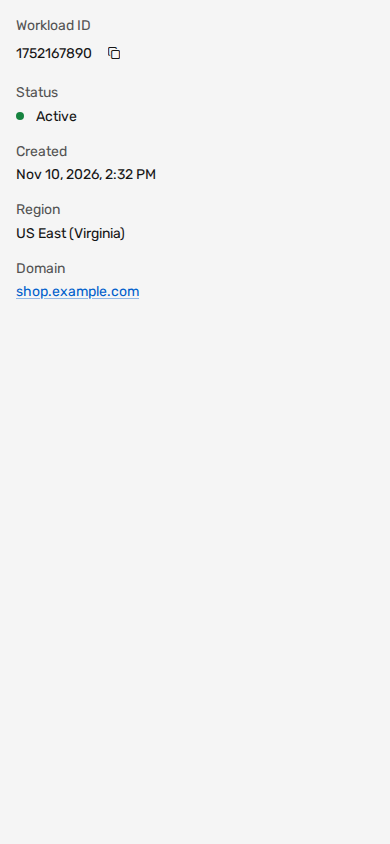 Workload ID
1752167890
Status
Active
Created
Nov 10, 2026, 2:32 PM
Region
US East (Virginia)
Domain
shop.example.com